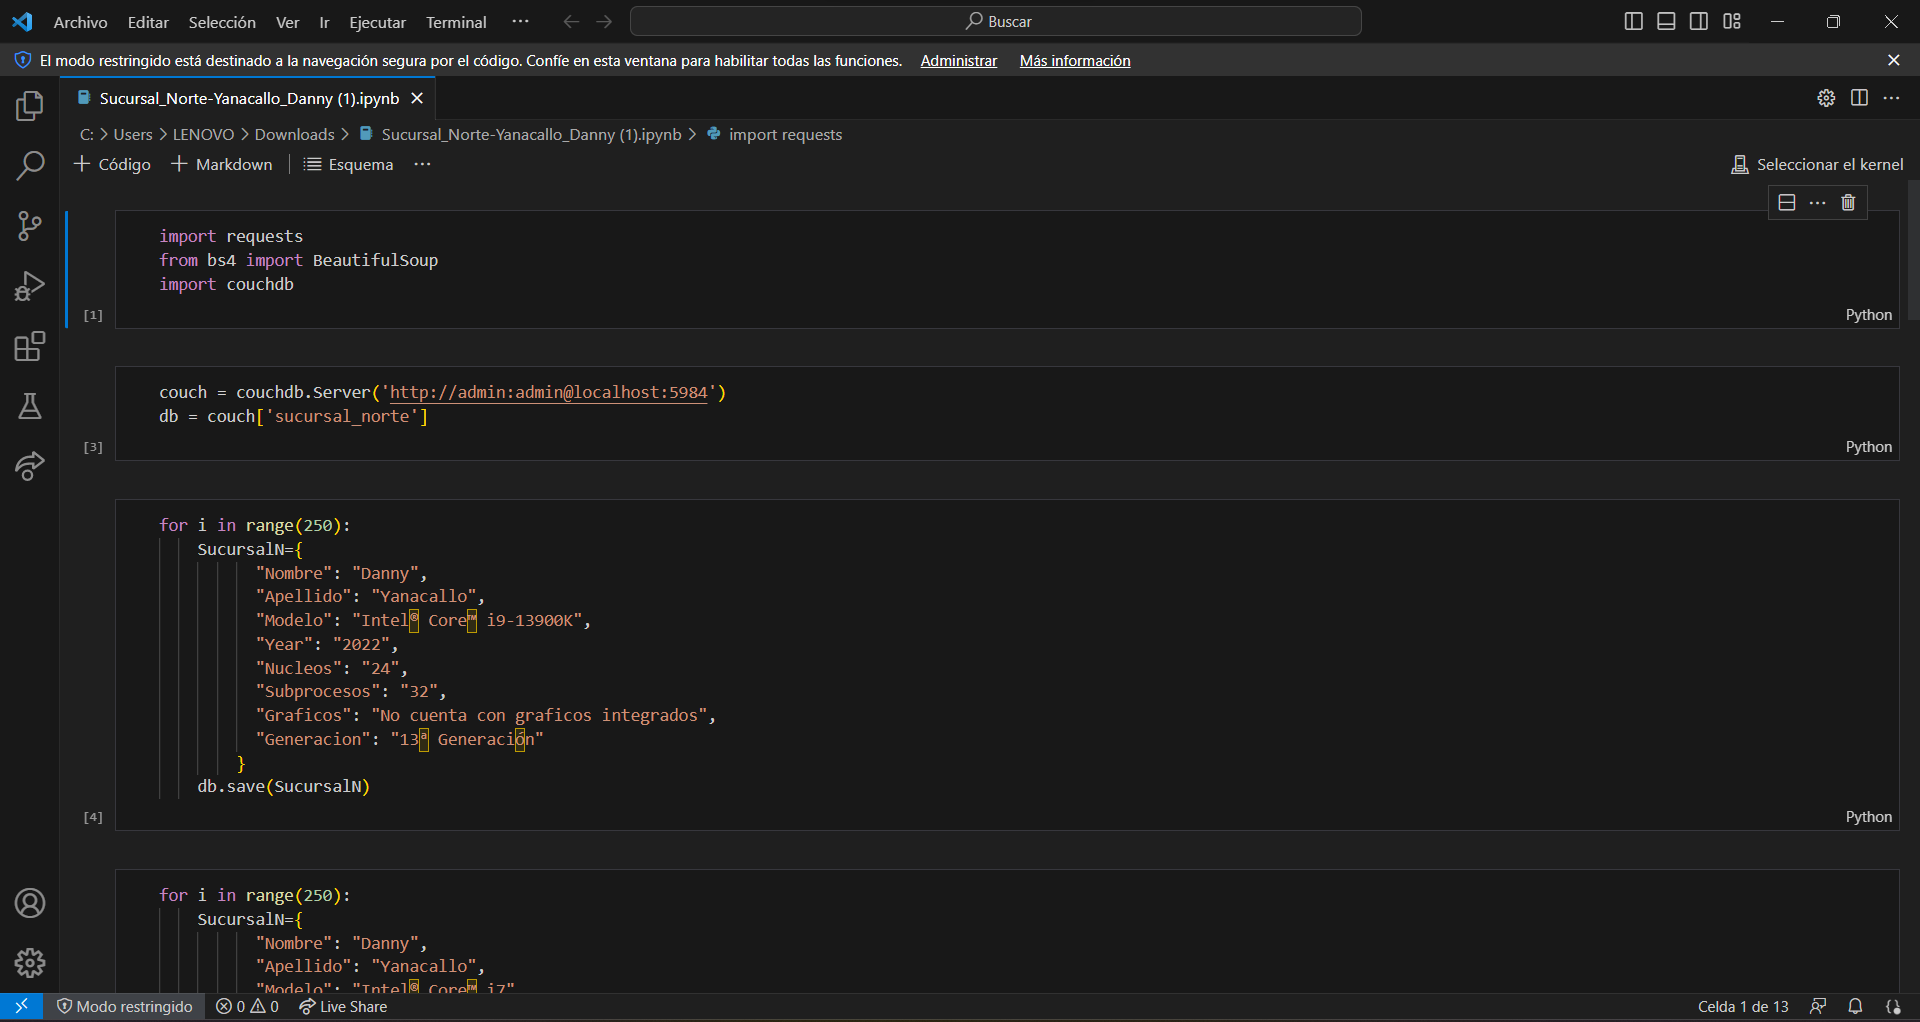 Archivo Editar Selección Ver Ir Ejecutar Terminal ··· Buscar
El modo restringido está destinado a la navegación segura por el código. Confíe en esta ventana para habilitar todas las funciones. Administrar Más información
Sucursal_Norte-Yanacallo_Danny (1).ipynb
C: > Users > LENOVO > Downloads > Sucursal_Norte-Yanacallo_Danny (1).ipynb > import requests
+ Código + Markdown Esquema ··· Seleccionar el kernel
import requests
from bs4 import BeautifulSoup
import couchdb
[1] Python
couch = couchdb.Server('http://admin:admin@localhost:5984')
db = couch['sucursal_norte']
[3] Python
for i in range(250):
SucursalN={
"Nombre": "Danny",
"Apellido": "Yanacallo",
"Modelo": "Intel® Core™ i9-13900K",
"Year": "2022",
"Nucleos": "24",
"Subprocesos": "32",
"Graficos": "No cuenta con graficos integrados",
"Generacion": "13ª Generación"
}
db.save(SucursalN)
[4] Python
for i in range(250):
SucursalN={
"Nombre": "Danny",
"Apellido": "Yanacallo",
"Modelo": "Intel® Core™ i7"
Modo restringido 0 0 Live Share Celda 1 de 13